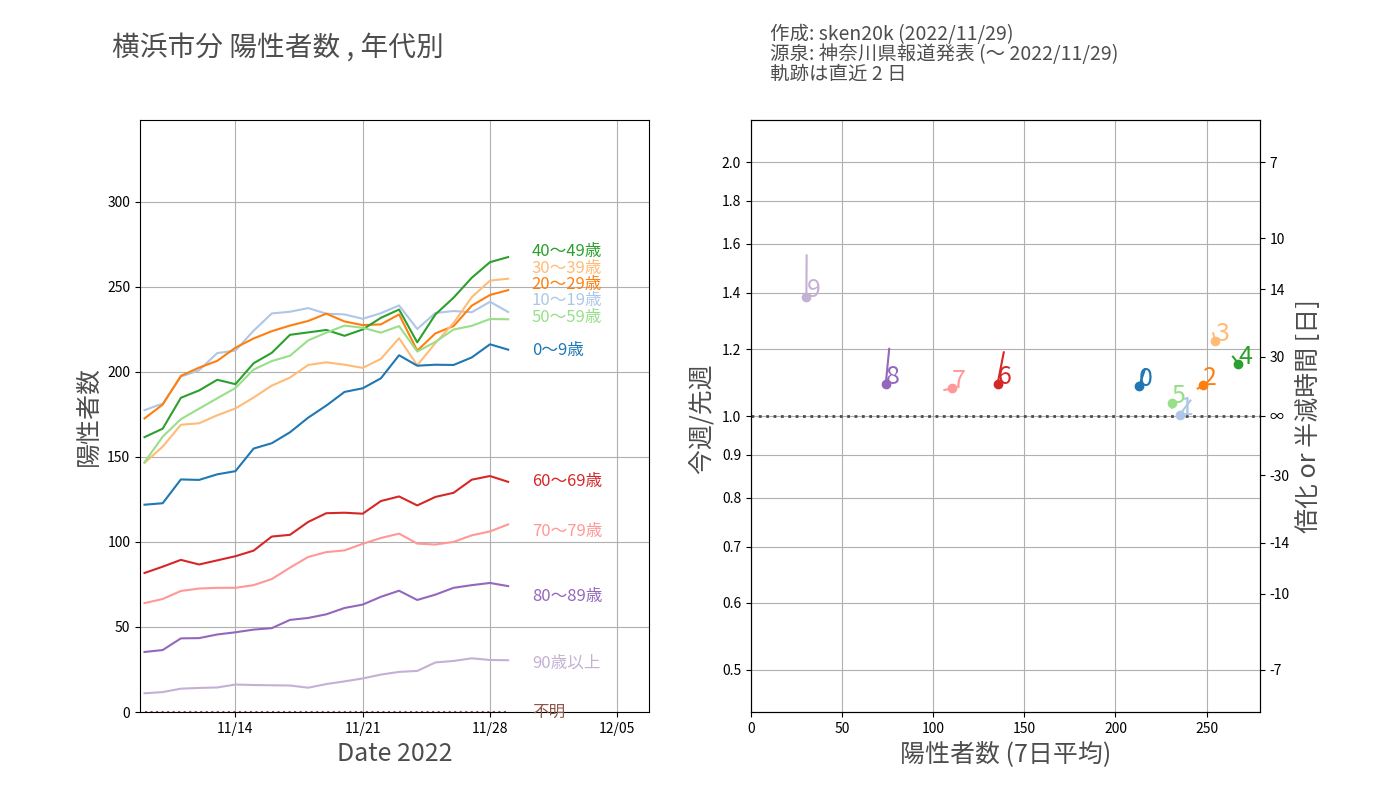 横浜市分 陽性者数 , 年代別
作成: sken20k (2022/11/29)
源泉: 神奈川県報道発表 (～ 2022/11/29)
軌跡は直近 2 日
陽性者数
300
250
200
150
100
50
0
11/14
11/21
11/28
12/05
Date 2022
40～49歳
30～39歳
20～29歳
10～19歳
50～59歳
0～9歳
60～69歳
70～79歳
80～89歳
90歳以上
不明
今週/先週
2.0
1.8
1.6
1.4
1.2
1.0
0.9
0.8
0.7
0.6
0.5
9
8
7
6
0
5
1
2
3
4
0
50
100
150
200
250
陽性者数 (7日平均)
7
10
14
30
∞
-30
-14
-10
-7
倍化 or 半減時間 [日]